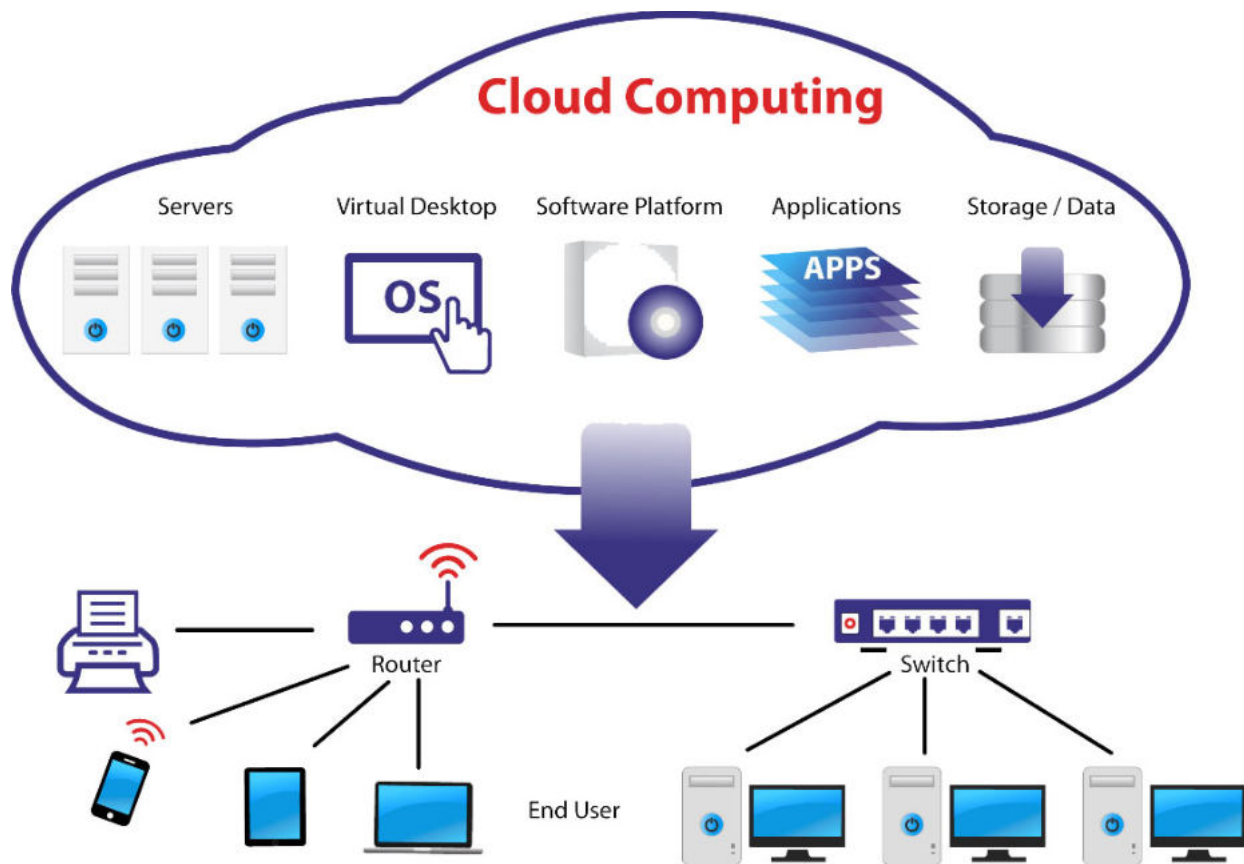 Cloud Computing
Servers
Virtual Desktop
Software Platform
Applications
Storage / Data
OS
APPS
Router
Switch
End User